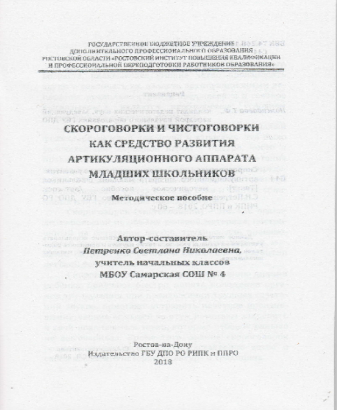 ГОСУДАРСТВЕННОЕ БЮДЖЕТНОЕ УЧРЕЖДЕНИЕ
ДОПОЛНИТЕЛЬНОГО ПРОФЕССИОНАЛЬНОГО ОБРАЗОВАНИЯ
РОСТОВСКОЙ ОБЛАСТИ «РОСТОВСКИЙ ИНСТИТУТ ПОВЫШЕНИЯ КВАЛИФИКАЦИИ
И ПРОФЕССИОНАЛЬНОЙ ПЕРЕПОДГОТОВКИ РАБОТНИКОВ ОБРАЗОВАНИЯ»
СКОРОГОВОРКИ И ЧИСТОГОВОРКИ
КАК СРЕДСТВО РАЗВИТИЯ
АРТИКУЛЯЦИОННОГО АППАРАТА
МЛАДШИХ ШКОЛЬНИКОВ
Методическое пособие
Автор-составитель
Петренко Светлана Николаевна,
учитель начальных классов
МБОУ Самарская СОШ № 4
Ростов-на-Дону
Издательство ГБУ ДПО РО РИПК и ППРО
2018